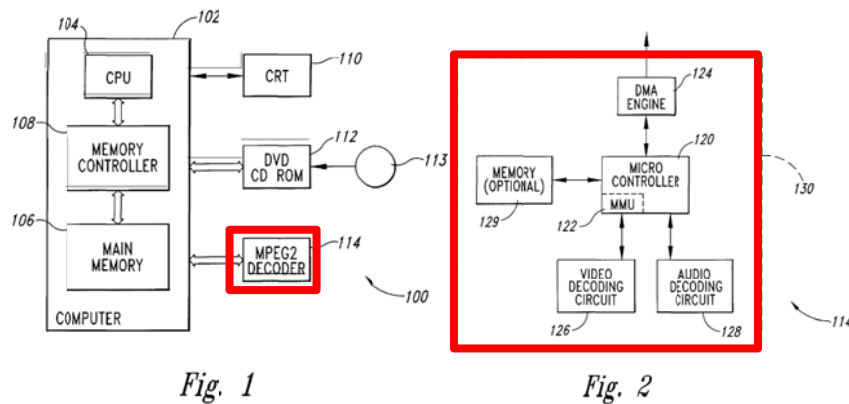 102
104
CPU
110
CRT
108
MEMORY
CONTROLLER
112
DVD
CD ROM
113
106
MAIN
MEMORY
114
MPEG2
DECODER
COMPUTER
100
Fig. 1
124
DMA
ENGINE
120
MICRO
CONTROLLER
MMU
122
MEMORY
(OPTIONAL)
129
130
VIDEO
DECODING
CIRCUIT
126
AUDIO
DECODING
CIRCUIT
128
114
Fig. 2